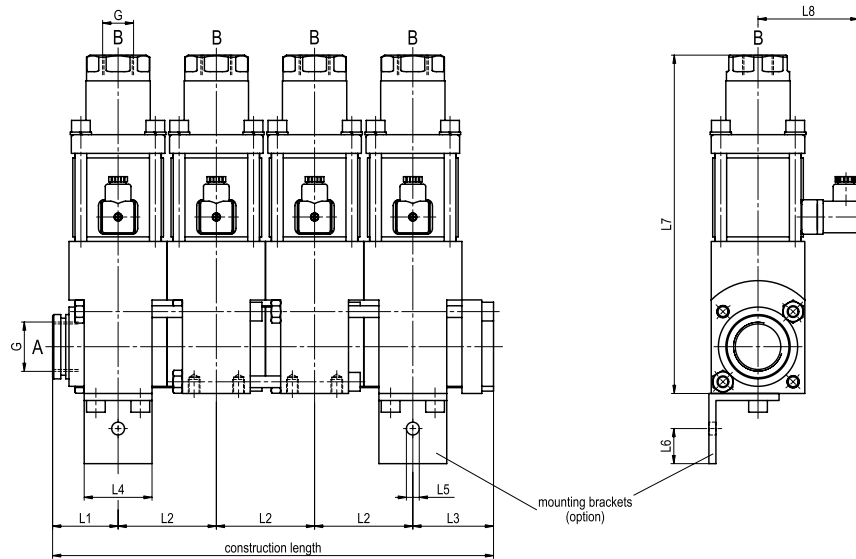 G
B B B B
B
L8
L7
G
A
L6
L4
L5
L1 L2 L2 L2 L3
mounting brackets
(option)
construction length